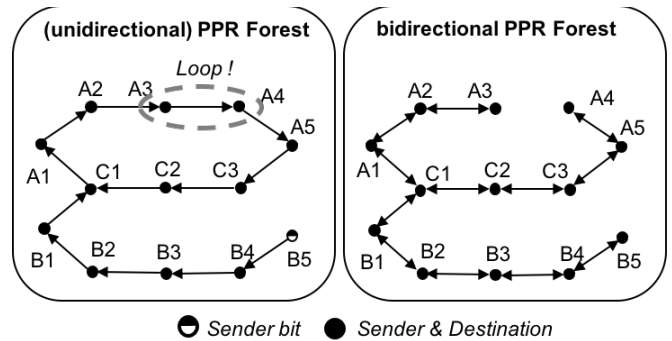 (unidirectional) PPR Forest
Loop !
A2 A3 A4
A5
A1 C1 C2 C3
B1 B2 B3 B4 B5
bidirectional PPR Forest
A2 A3 A4
A5
A1 C1 C2 C3
B1 B2 B3 B4 B5
Sender bit Sender & Destination